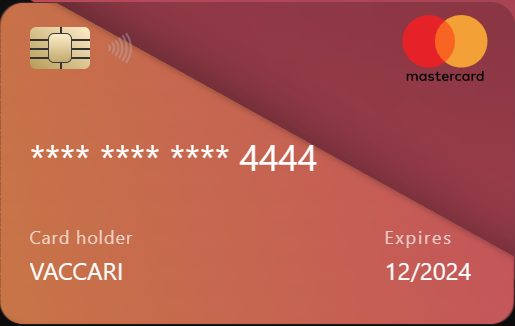 mastercard
**** **** **** 4444
Card holder
Expires
VACCARI
12/2024